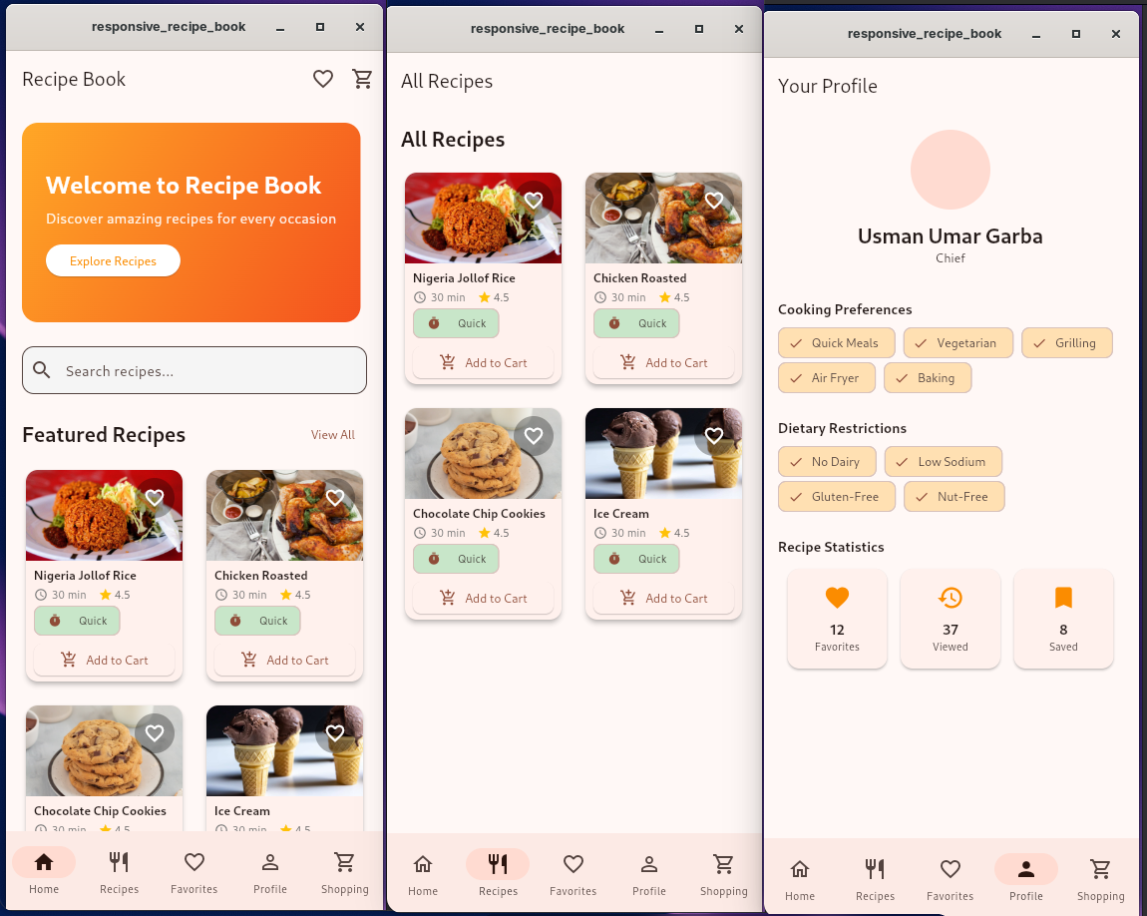 responsive_recipe_book
Recipe Book
Welcome to Recipe Book
Discover amazing recipes for every occasion
Explore Recipes
Search recipes...
Featured Recipes
View All
Nigeria Jollof Rice
30 min 4.5
Quick
Add to Cart
Chicken Roasted
30 min 4.5
Quick
Add to Cart
Chocolate Chip Cookies
30 min 4.5
Ice Cream
30 min 4.5
Home
Recipes
Favorites
Profile
Shopping
responsive_recipe_book
All Recipes
All Recipes
Nigeria Jollof Rice
30 min 4.5
Quick
Add to Cart
Chicken Roasted
30 min 4.5
Quick
Add to Cart
Chocolate Chip Cookies
30 min 4.5
Quick
Add to Cart
Ice Cream
30 min 4.5
Quick
Add to Cart
Home
Recipes
Favorites
Profile
Shopping
responsive_recipe_book
Your Profile
Usman Umar Garba
Chief
Cooking Preferences
Quick Meals
Vegetarian
Grilling
Air Fryer
Baking
Dietary Restrictions
No Dairy
Low Sodium
Gluten-Free
Nut-Free
Recipe Statistics
12
Favorites
37
Viewed
8
Saved
Home
Recipes
Favorites
Profile
Shopping